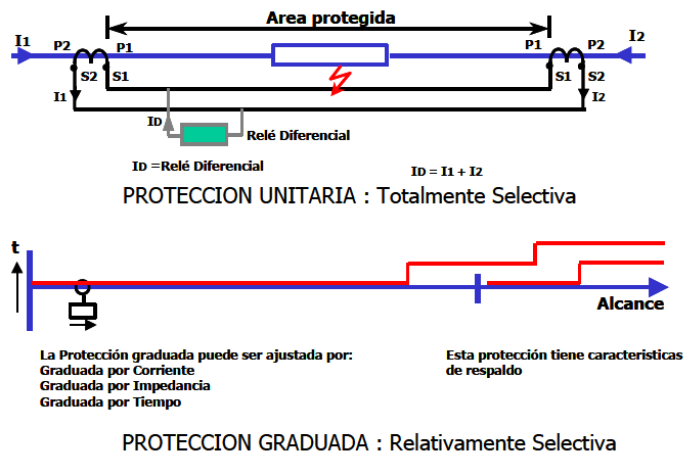 Area protegida
I1
P2
P1
P1
P2
I2
S2
S1
S1
S2
I1
I2
ID
Relé Diferencial
ID =Relé Diferencial
ID = I1 + I2
PROTECCION UNITARIA : Totalmente Selectiva
t
Alcance
La Protección graduada puede ser ajustada por:
Graduada por Corriente
Graduada por Impedancia
Graduada por Tiempo
Esta protección tiene caracteristicas
de respaldo
PROTECCION GRADUADA : Relativamente Selectiva